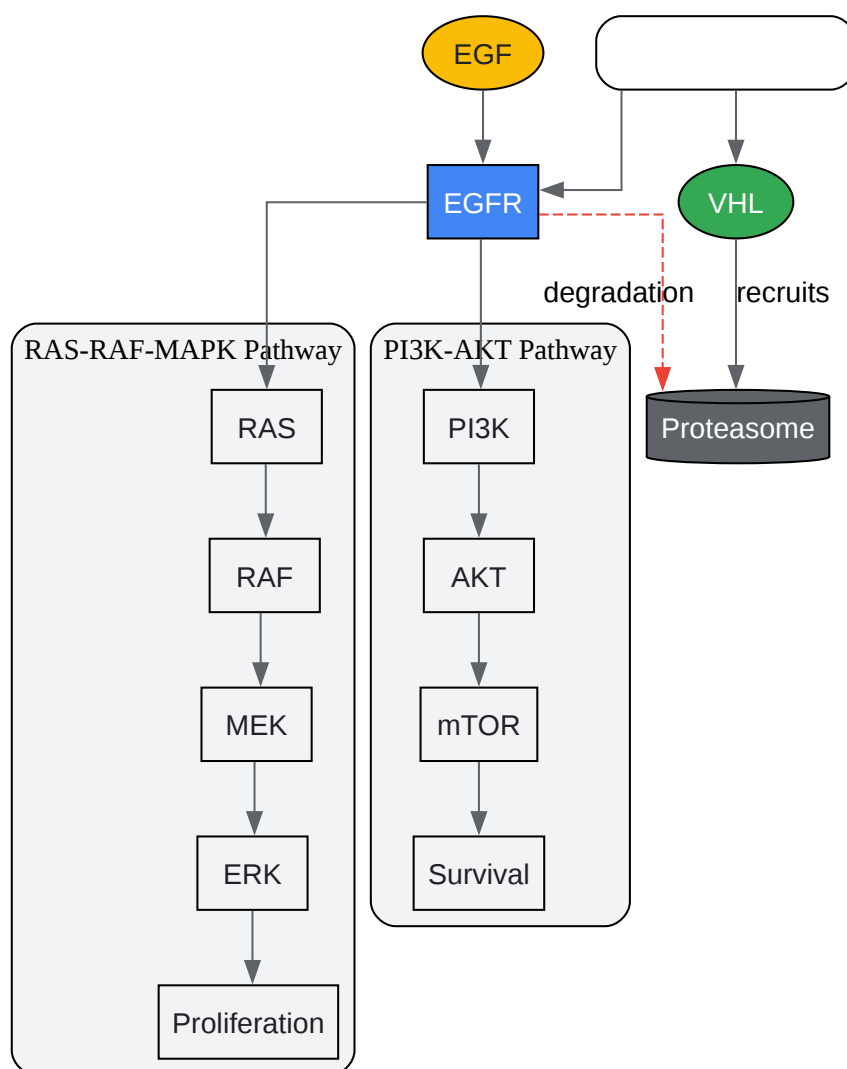 EGF
EGFR
VHL
degradation
recruits
RAS-RAF-MAPK Pathway
PI3K-AKT Pathway
RAS
PI3K
Proteasome
RAF
AKT
MEK
mTOR
ERK
Survival
Proliferation